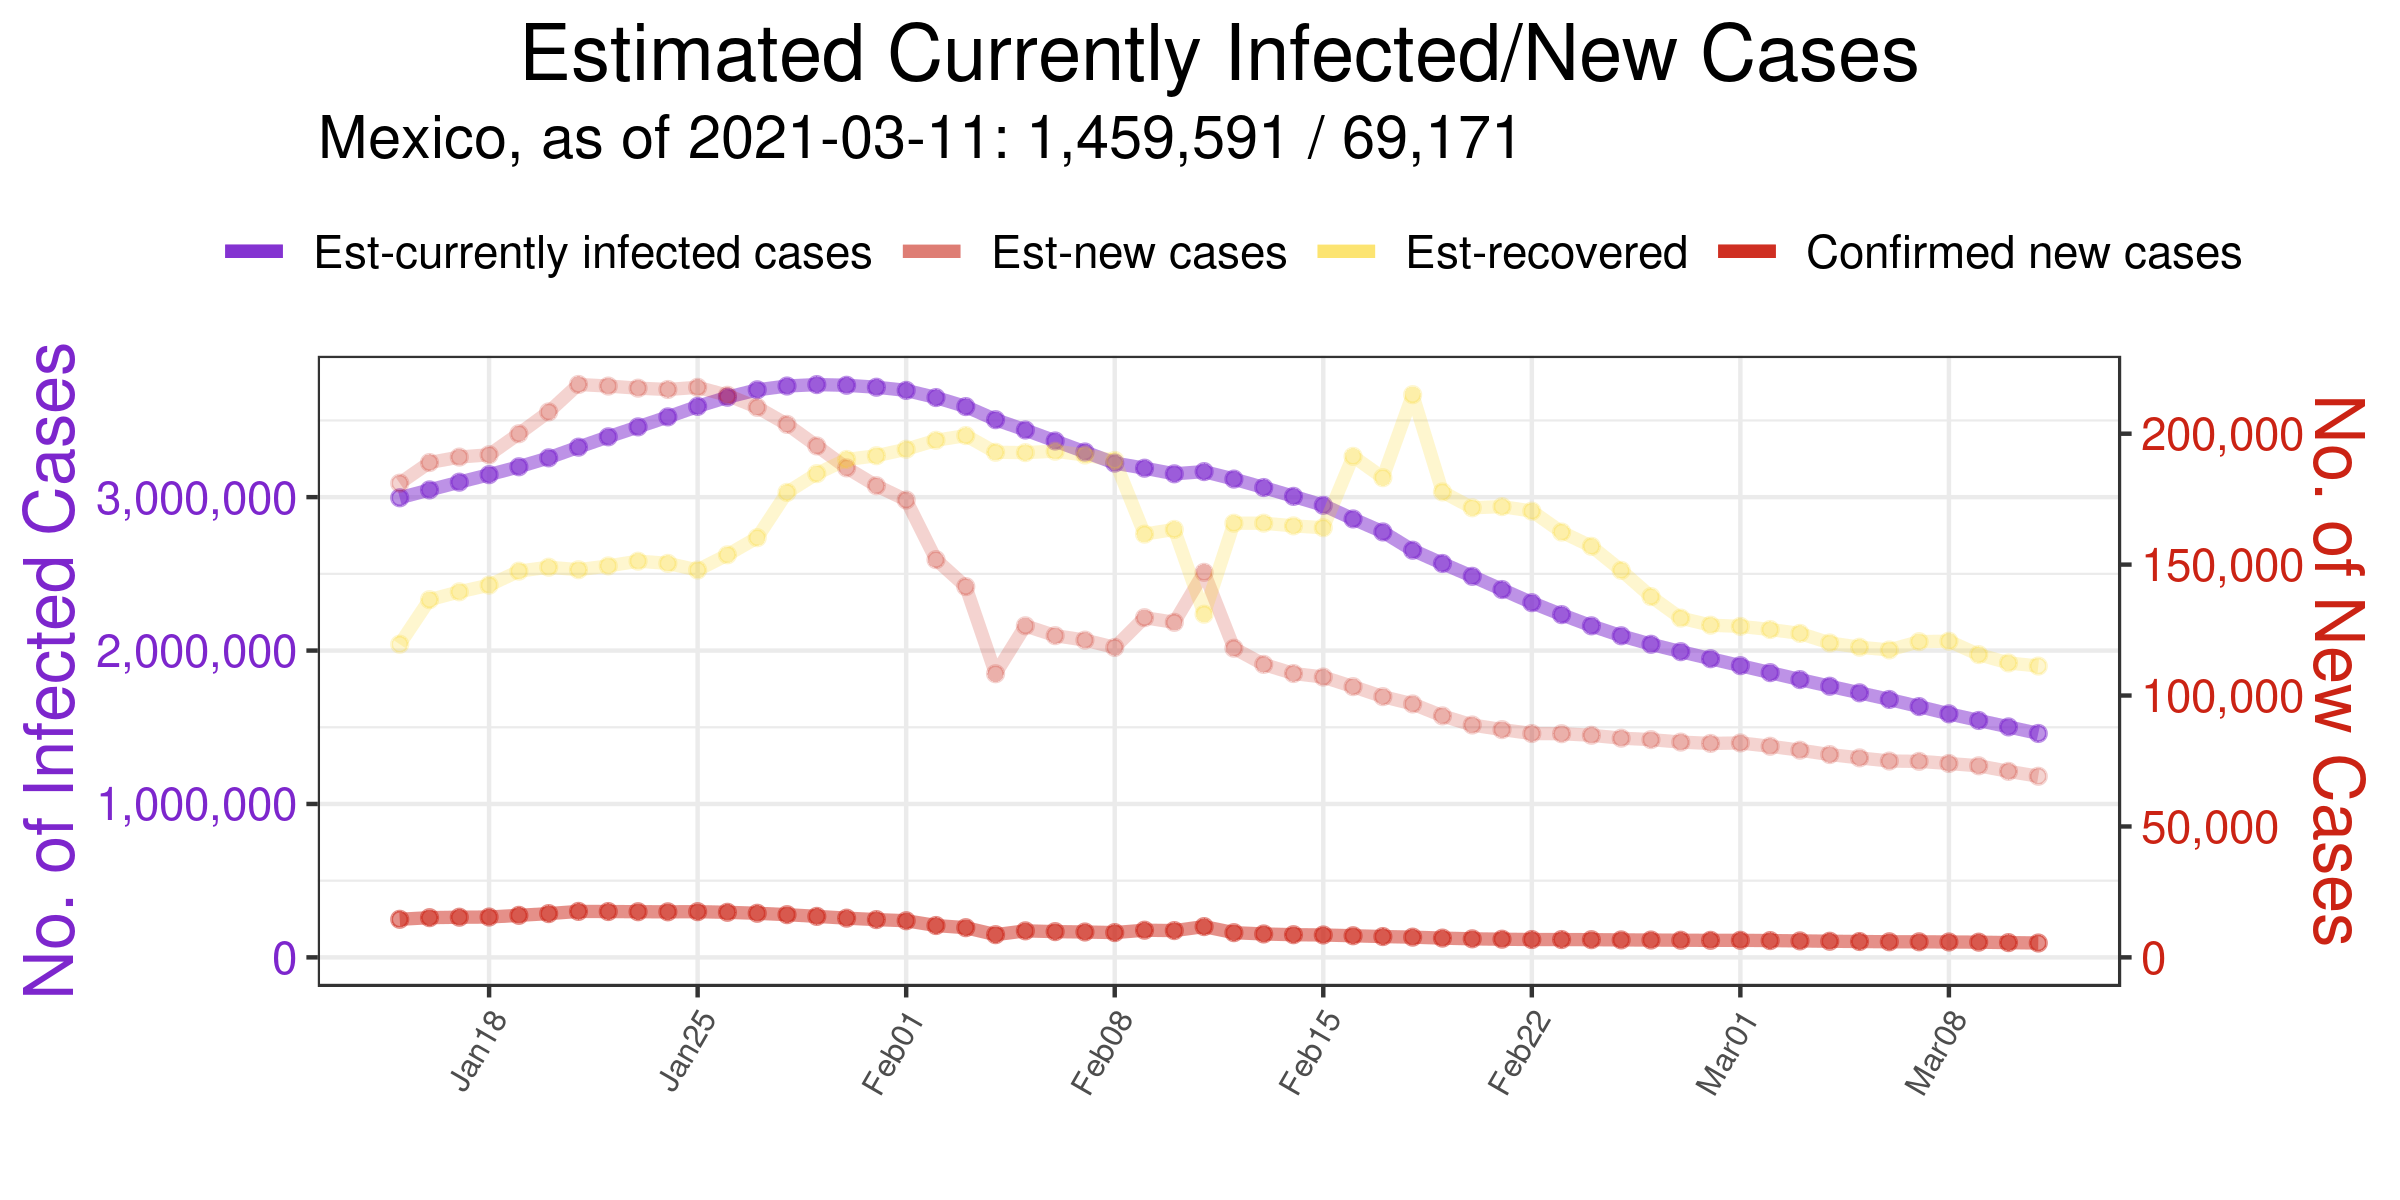 Estimated Currently Infected/New Cases
Mexico, as of 2021-03-11: 1,459,591 / 69,171
Est-currently infected cases Est-new cases Est-recovered Confirmed new cases
No. of Infected Cases
3,000,000
2,000,000
1,000,000
0
200,000
150,000
100,000
50,000
0
No. of New Cases
Jan18 Jan25 Feb01 Feb08 Feb15 Feb22 Mar01 Mar08